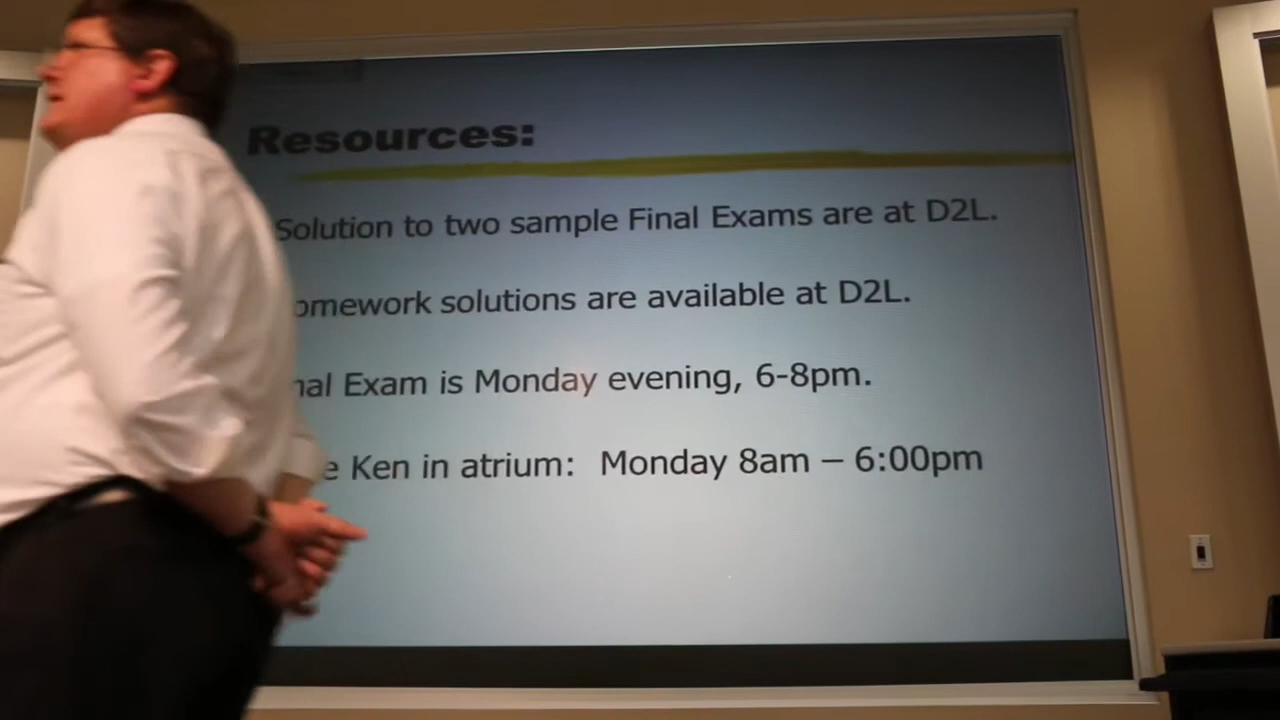 Resources:
Solution to two sample Final Exams are at D2L.
omework solutions are available at D2L.
nal Exam is Monday evening, 6-8pm.
e Ken in atrium: Monday 8am – 6:00pm